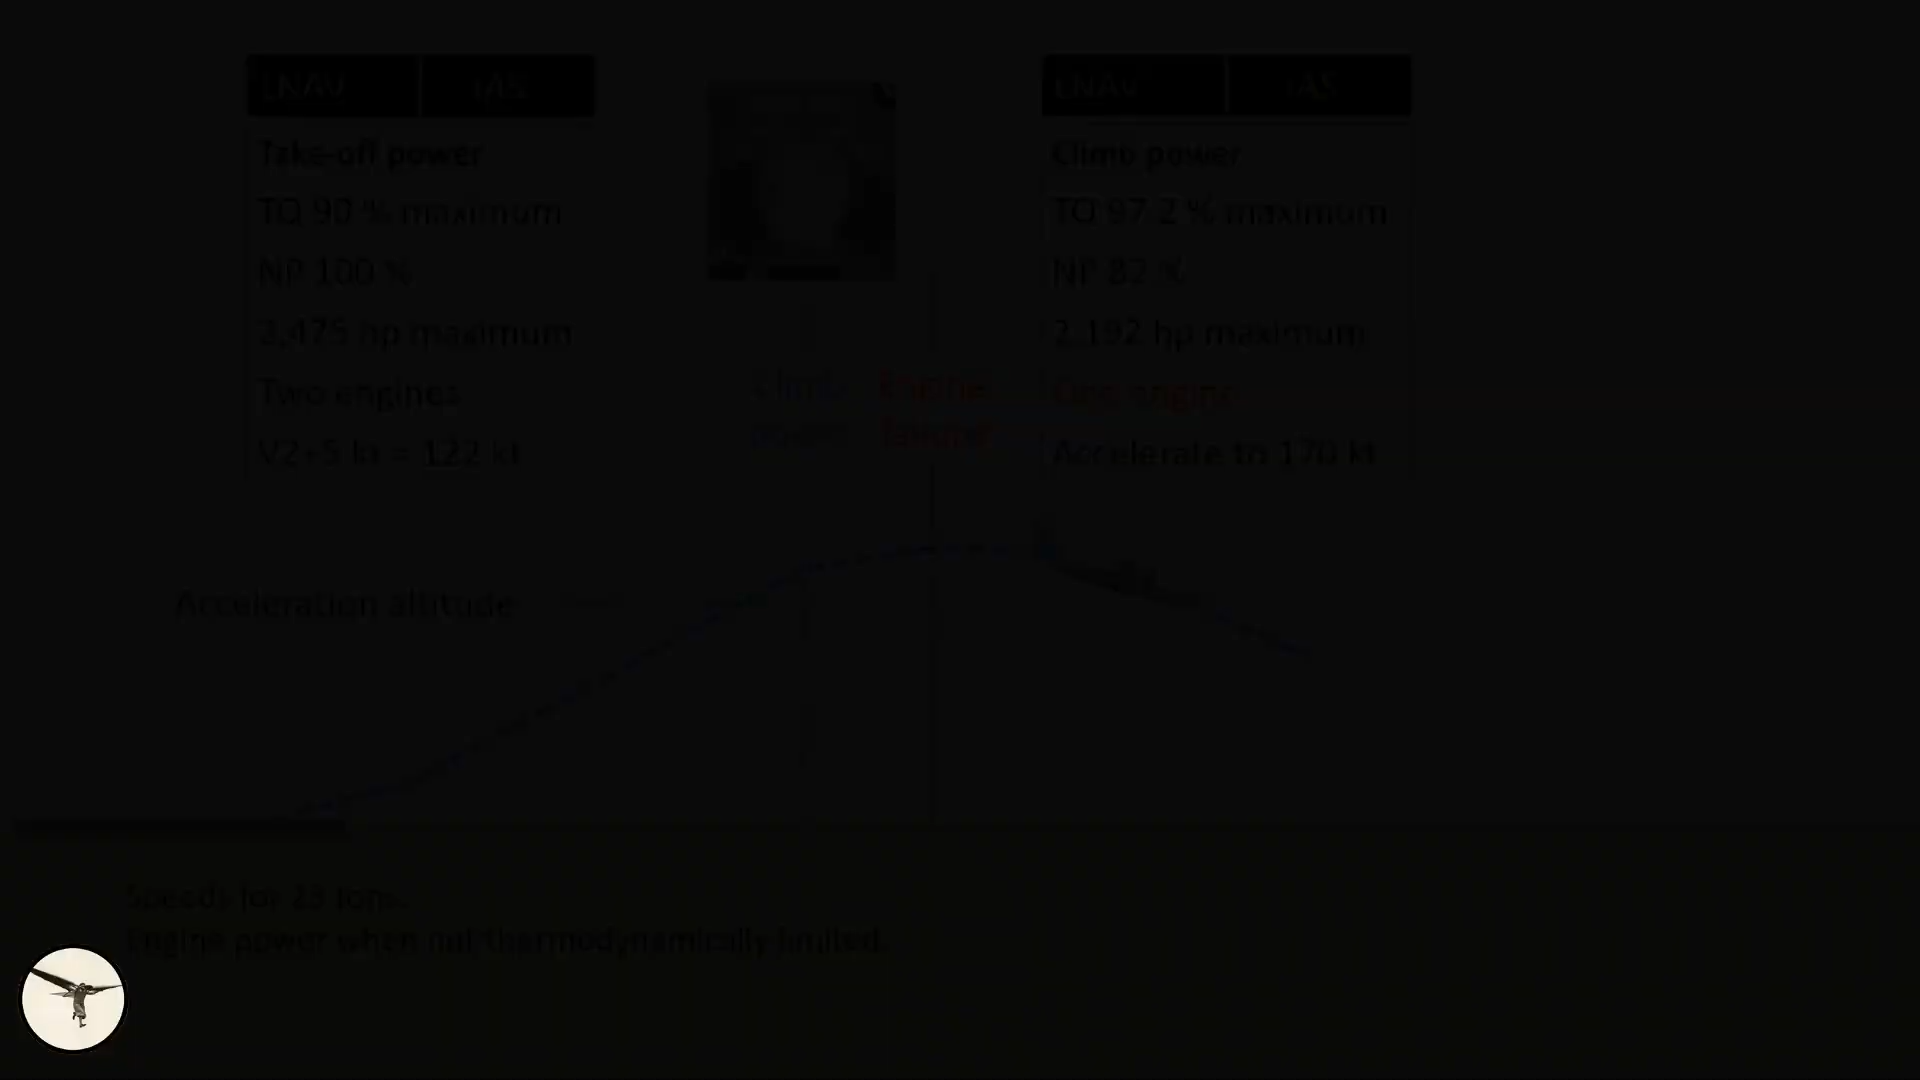 LNAV IAS
Take-off power
TQ 90 % maximum
NP 100 %
2,475 hp maximum
Two engines
V2+5 kt = 122 kt
Climb power
Engine failure
LNAV IAS
Climb power
TQ 97.2 % maximum
NP 82 %
2,192 hp maximum
One engine
Accelerate to 170 kt
Acceleration altitude
Speeds for 23 tons.
Engine power when not thermodynamically limited.